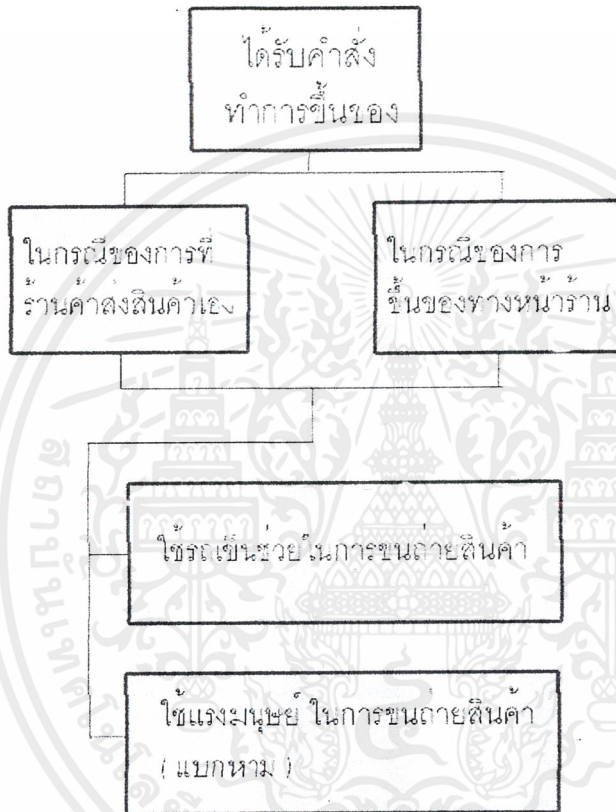 ได้รับคำสั่ง
ทำการขึ้นของ
ในกรณีของการที่
ร้านค้าส่งสินค้าเอง
ในกรณีของการ
ขึ้นของทางหน้าร้าน
ใช้รถเข็นช่วยในการขนถ่ายสินค้า
ใช้แรงมนุษย์ ในการขนถ่ายสินค้า
( แบกหาม )